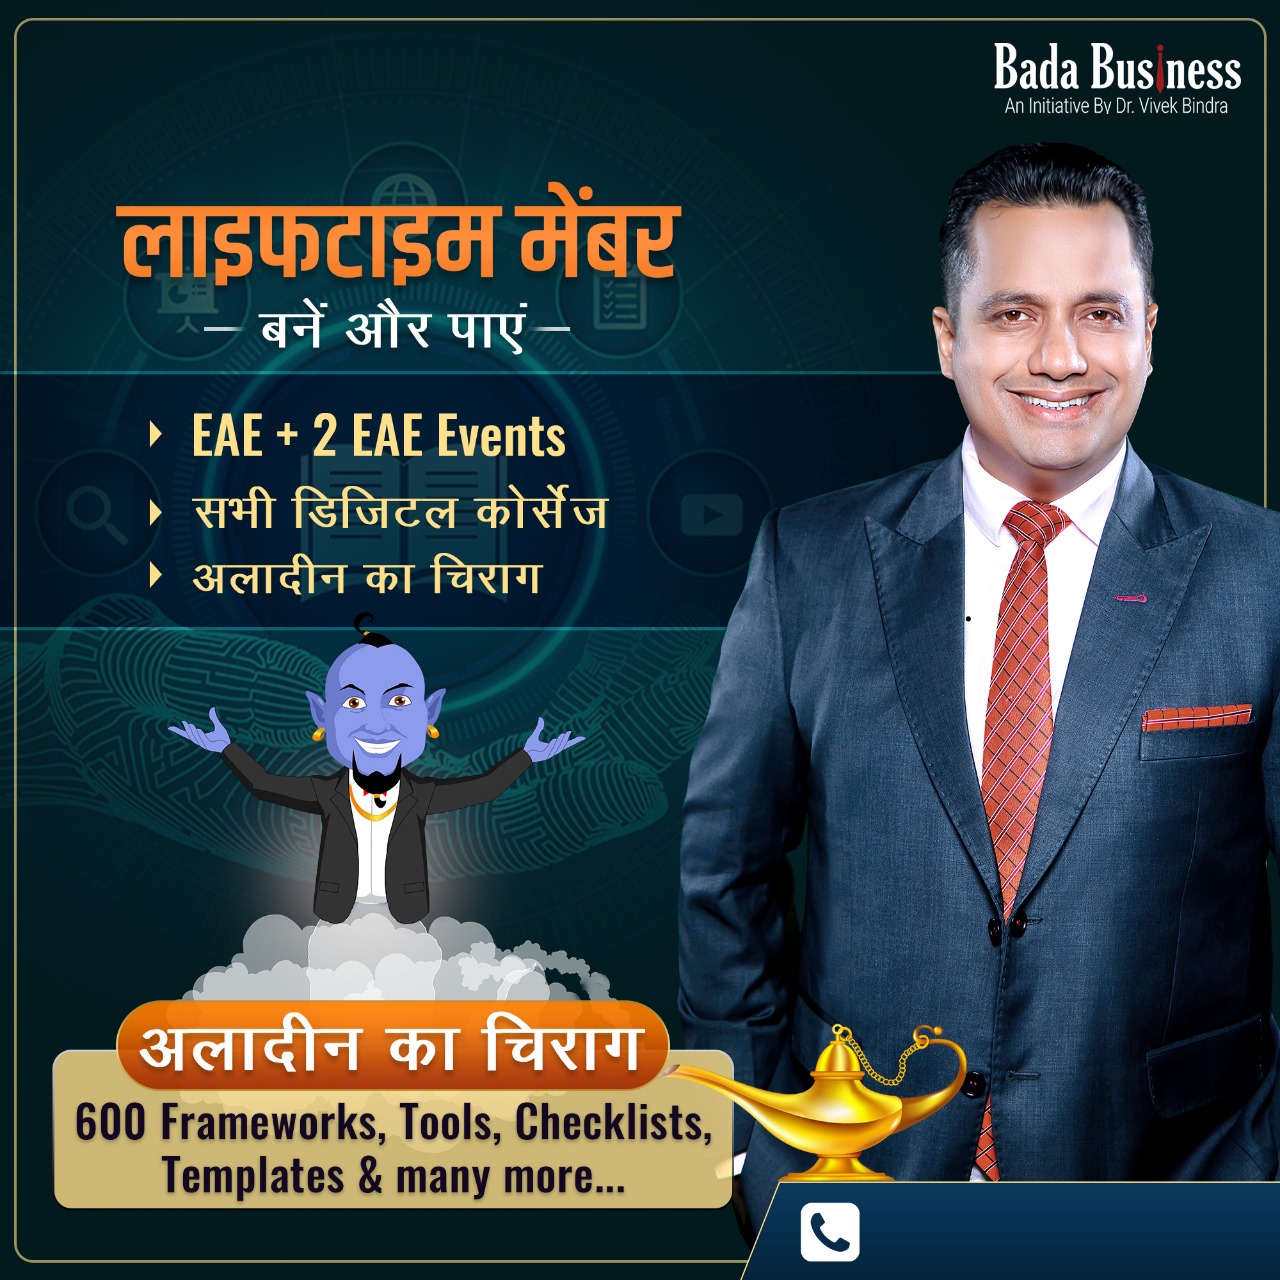 Bada Business
An Initiative By Dr. Vivek Bindra
लाइफटाइम मेंबर
बनें और पाएं
EAE + 2 EAE Events
सभी डिजिटल कोर्सेज
अलादीन का चिराग
अलादीन का चिराग
600 Frameworks, Tools, Checklists,
Templates & many more...